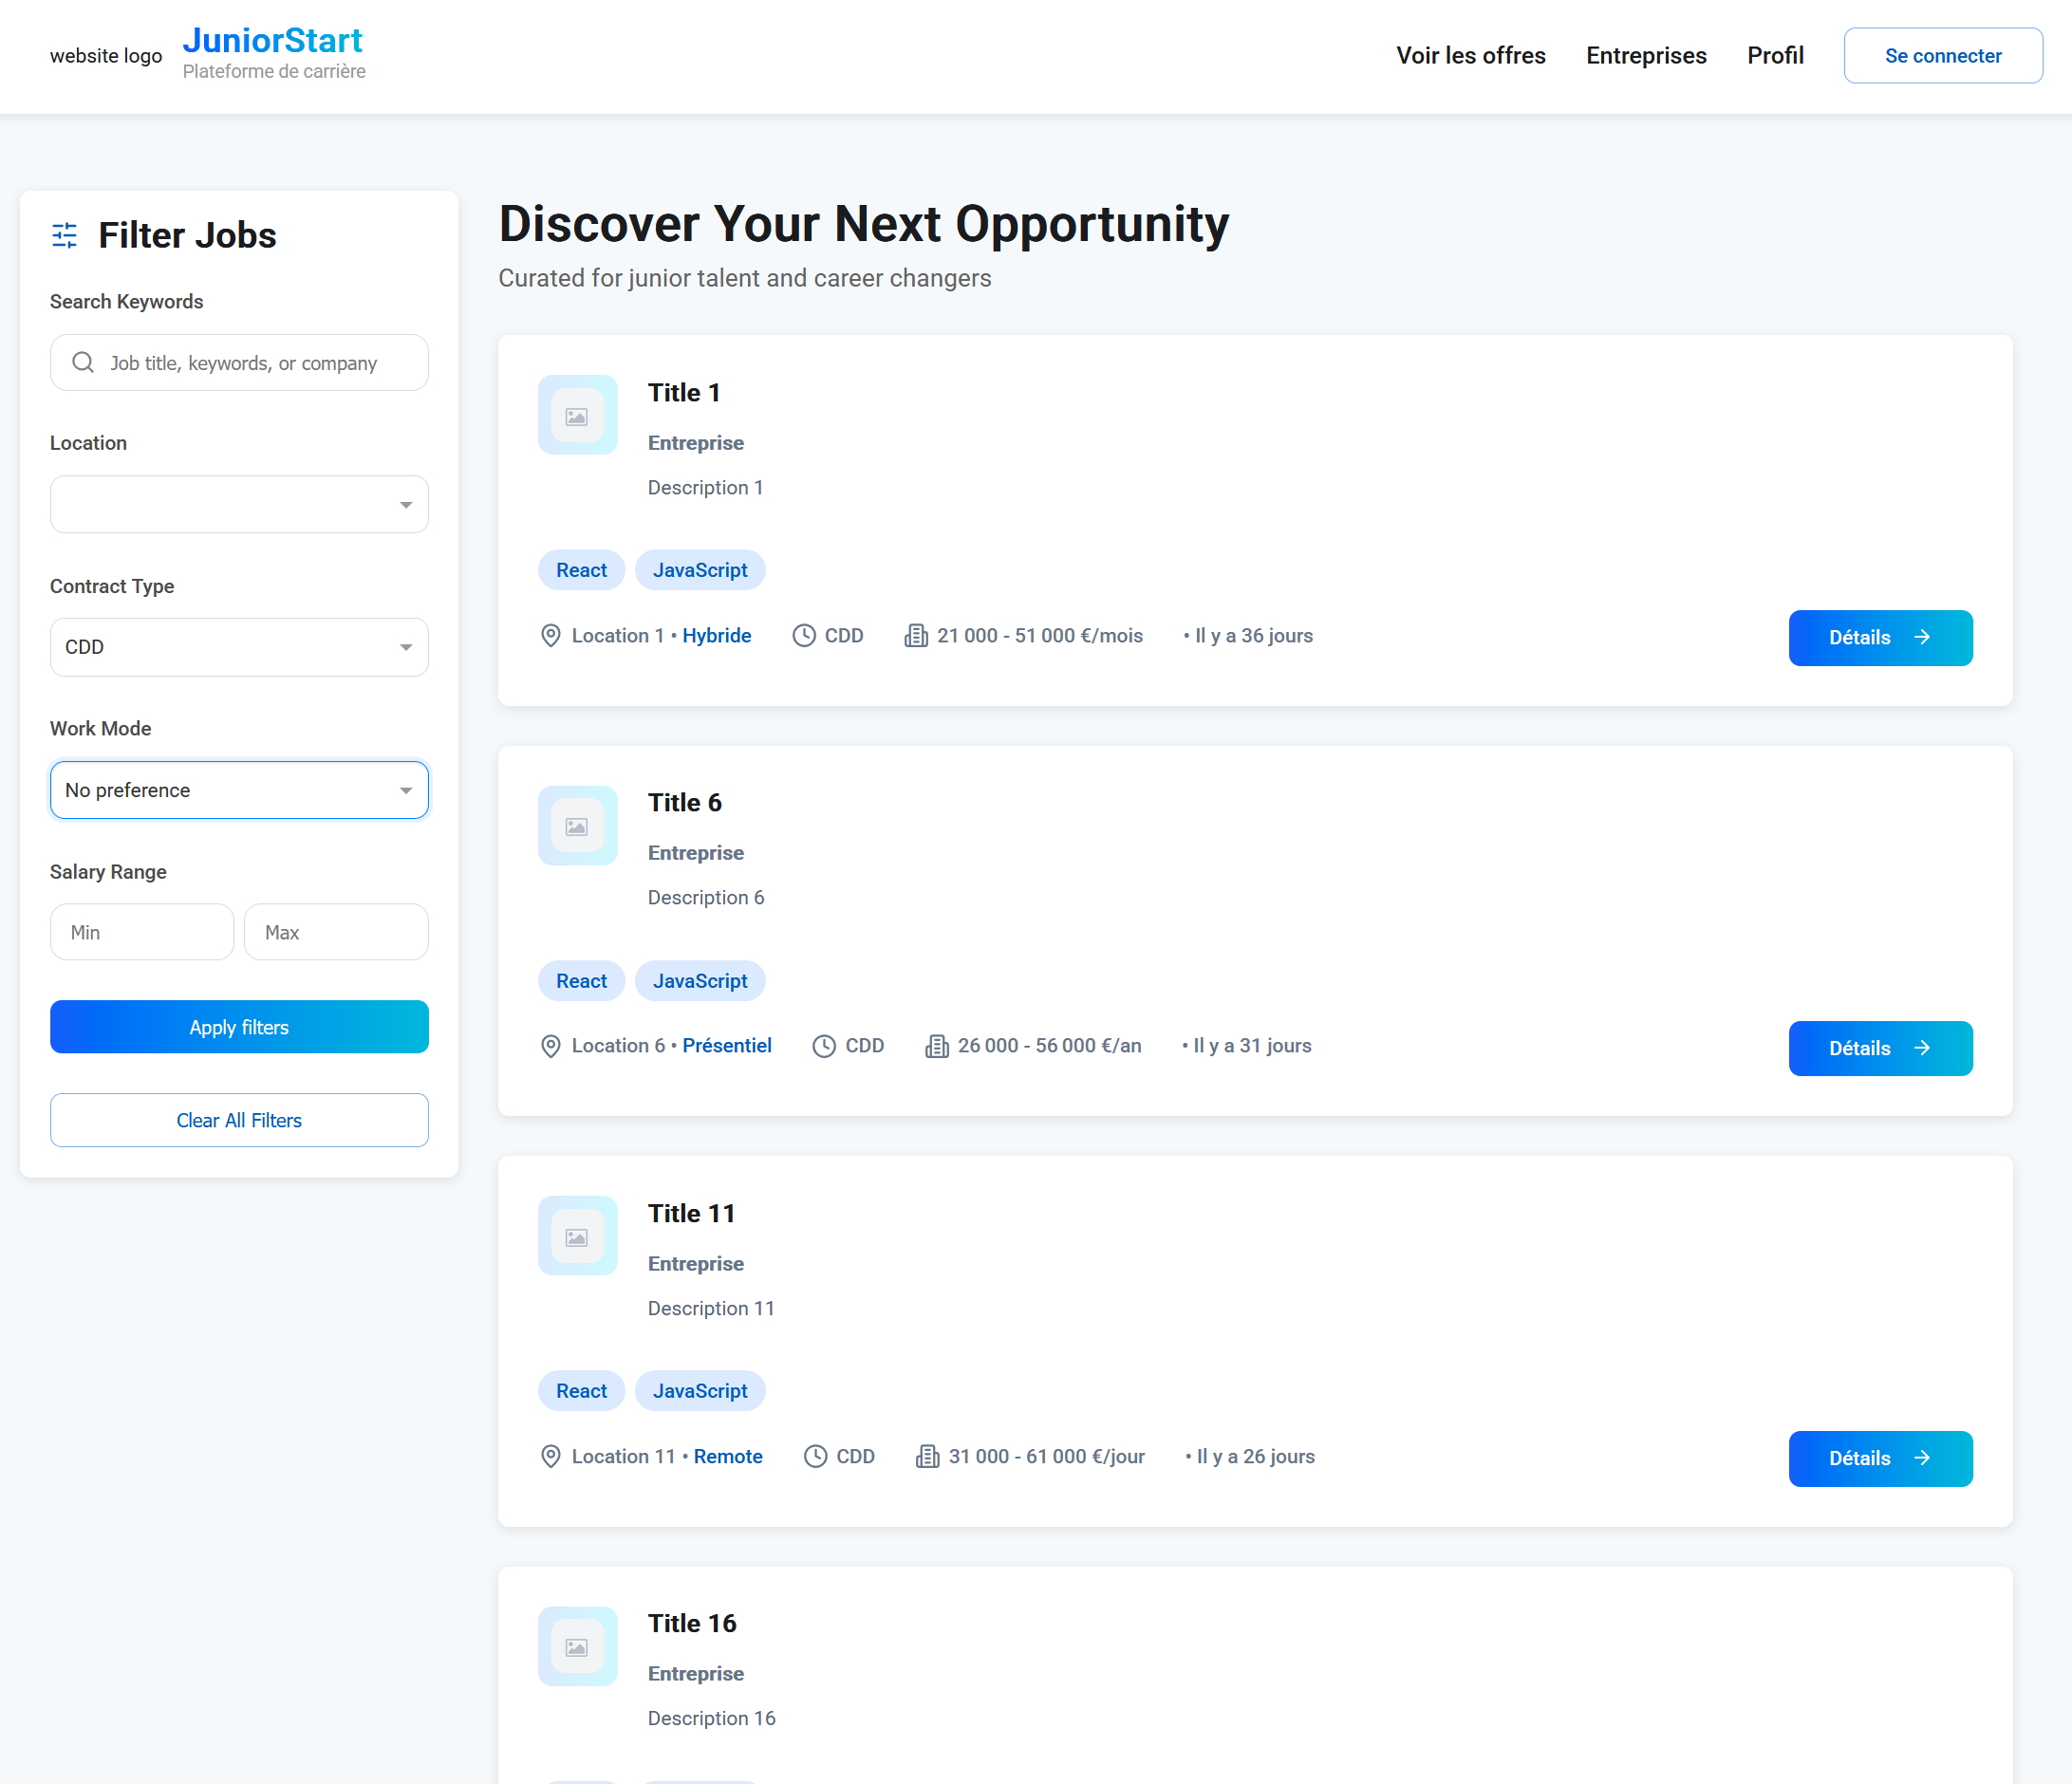 website logo
JuniorStart
Plateforme de carrière
Voir les offres
Entreprises
Profil
Se connecter
Filter Jobs
Search Keywords
Job title, keywords, or company
Location
Contract Type
CDD
Work Mode
No preference
Salary Range
Min
Max
Apply filters
Clear All Filters
Discover Your Next Opportunity
Curated for junior talent and career changers
Title 1
Entreprise
Description 1
React
JavaScript
Location 1 • Hybride
CDD
21 000 - 51 000 €/mois
• Il y a 36 jours
Détails
Title 6
Entreprise
Description 6
React
JavaScript
Location 6 • Présentiel
CDD
26 000 - 56 000 €/an
• Il y a 31 jours
Détails
Title 11
Entreprise
Description 11
React
JavaScript
Location 11 • Remote
CDD
31 000 - 61 000 €/jour
• Il y a 26 jours
Détails
Title 16
Entreprise
Description 16